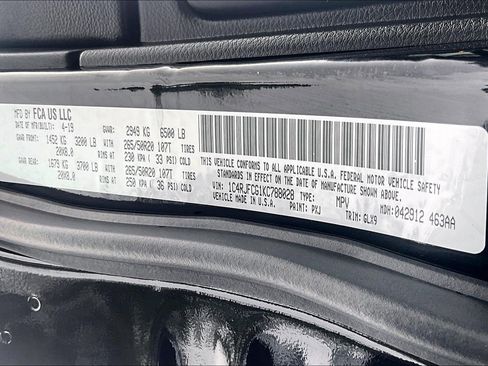 MFD BY FCA US LLC
DATE OF MFR(BUILT): 4-19 GVWR: 2949 KG 6500 LB
GAWR FRONT: 1452 KG 3200 LB 265/50R20 107T TIRES
20X8.0 RIMS AT 230 KPA ( 33 PSI) COLD
GAWR REAR: 1678 KG 3700 LB 265/50R20 107T TIRES
20X8.0 RIMS AT 250 KPA ( 36 PSI) COLD
THIS VEHICLE CONFORMS TO ALL APPLICABLE U.S.A. FEDERAL MOTOR VEHICLE SAFETY
STANDARDS IN EFFECT ON THE DATE OF MANUFACTURE SHOWN ABOVE.
VIN: 1C4RJFCG1KC788028 MPV
VEHICLE MADE IN U.S.A. PAINT: PXJ MDH: 042912 463AA
TRIM: GLX9